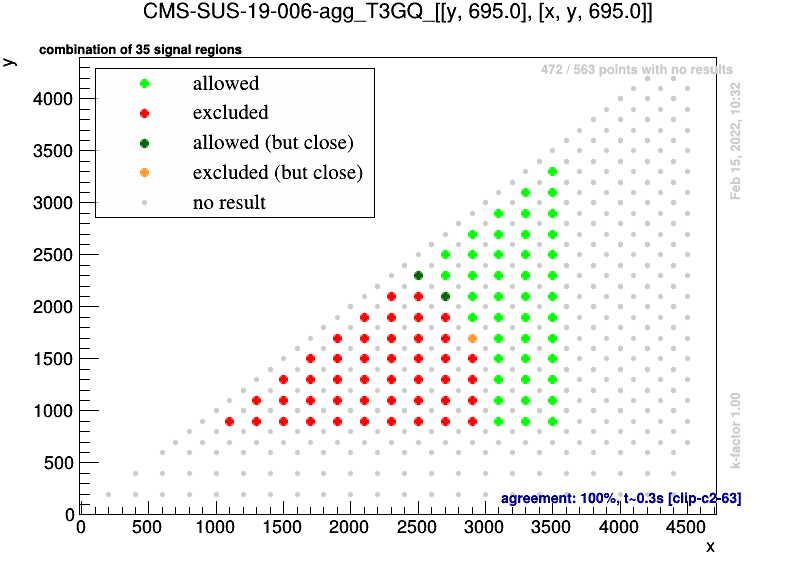 CMS-SUS-19-006-agg_T3GQ_[[y, 695.0], [x, y, 695.0]]
combination of 35 signal regions
y
472 / 563 points with no results
allowed
excluded
allowed (but close)
excluded (but close)
no result
Feb 15, 2022, 10:32
k-factor 1.00
4000
3500
3000
2500
2000
1500
1000
500
0
agreement: 100%, t~0.3s [clip-c2-63]
0 500 1000 1500 2000 2500 3000 3500 4000 4500
x